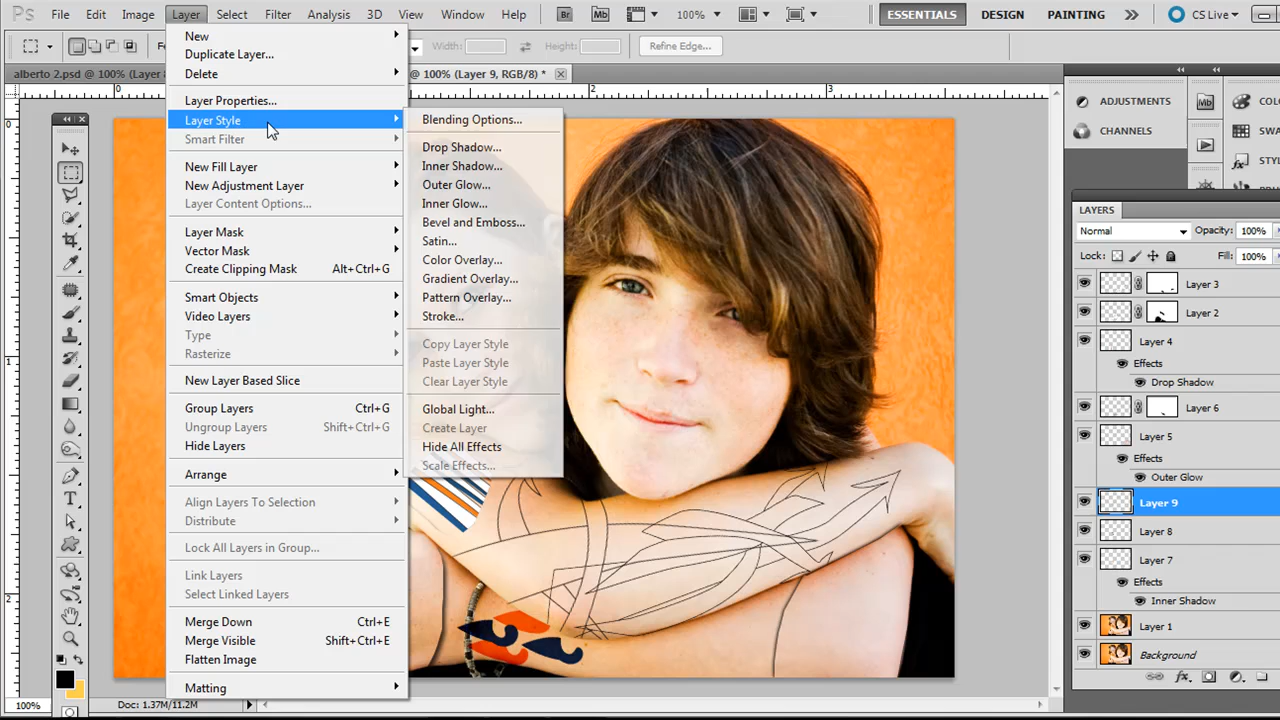 Ps File Edit Image Layer Select Filter Analysis 3D View Window Help Br Mb 100% ESSENTIALS DESIGN PAINTING CS Live
Width: Height: Refine Edge...
alberto 2.psd @ 100% (Layer @ 100% (Layer 9, RGB/8) *
0 2 3
0
1
2
New
Duplicate Layer...
Delete
Layer Properties...
Layer Style
Smart Filter
New Fill Layer
New Adjustment Layer
Layer Content Options...
Layer Mask
Vector Mask
Create Clipping Mask Alt+Ctrl+G
Smart Objects
Video Layers
Type
Rasterize
New Layer Based Slice
Group Layers Ctrl+G
Ungroup Layers Shift+Ctrl+G
Hide Layers
Arrange
Align Layers To Selection
Distribute
Lock All Layers in Group...
Link Layers
Select Linked Layers
Merge Down Ctrl+E
Merge Visible Shift+Ctrl+E
Flatten Image
Matting
Blending Options...
Drop Shadow...
Inner Shadow...
Outer Glow...
Inner Glow...
Bevel and Emboss...
Satin...
Color Overlay...
Gradient Overlay...
Pattern Overlay...
Stroke...
Copy Layer Style
Paste Layer Style
Clear Layer Style
Global Light...
Create Layer
Hide All Effects
Scale Effects...
ADJUSTMENTS
CHANNELS
Mb
LAYERS
Normal Opacity: 100%
Lock: Fill: 100%
Layer 3
Layer 2
Layer 4
Effects
Drop Shadow
Layer 6
Layer 5
Effects
Outer Glow
Layer 9
Layer 8
Layer 7
Effects
Inner Shadow
Layer 1
Background
100% Doc: 1.37M/11.2M